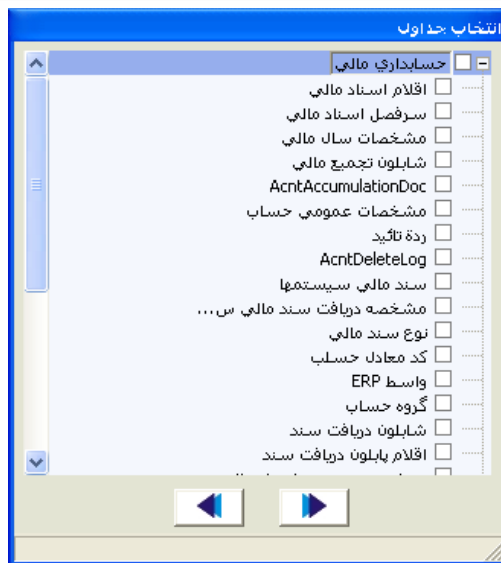 انتخاب جداول
حسابداري مالي
اقلام اسناد مالي
سرفصل اسناد مالي
مشخصات سال مالي
شابلون تجميع مالي
AcntAccumulationDoc
مشخصات عمومي حساب
ردة تائيد
AcntDeleteLog
سند مالي سيستمها
مشخصه دريافت سند مالي س...
نوع سند مالي
كد معادل حسلب
واسط ERP
گروه حساب
شابلون دريافت سند
اقلام پابلون دريافت سند